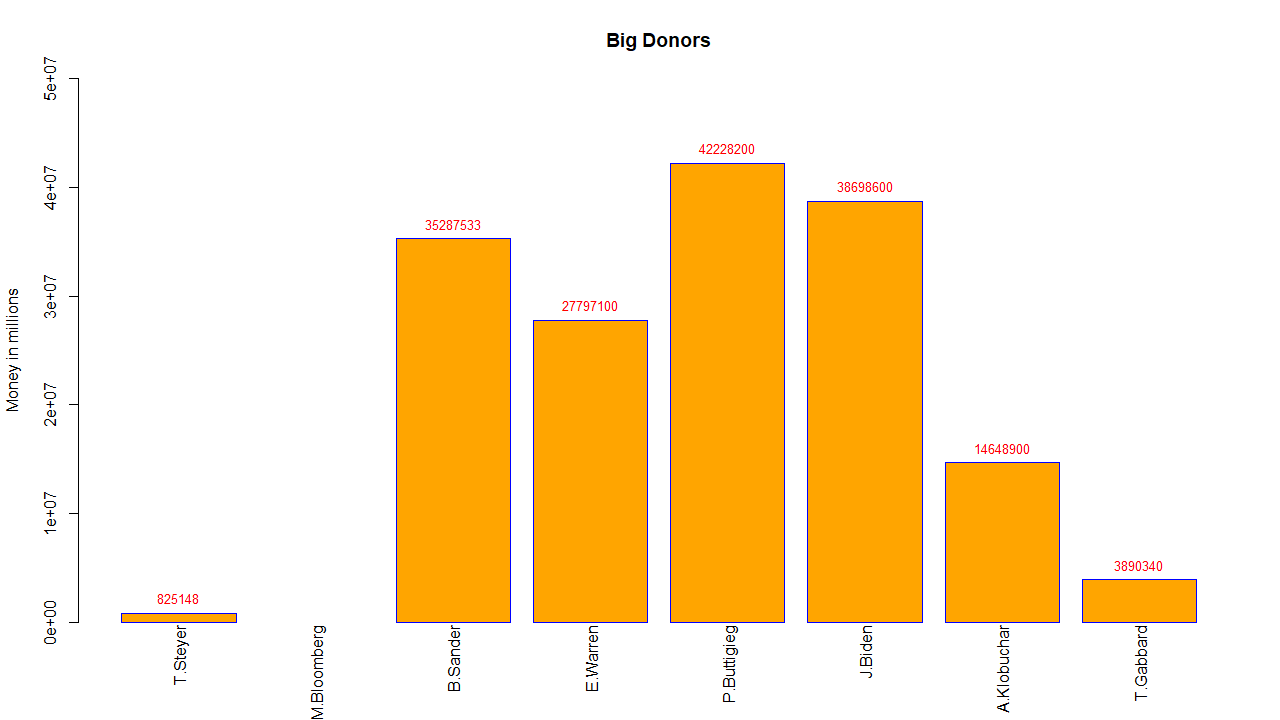 Big Donors
Money in millions
5e+07
4e+07
3e+07
2e+07
1e+07
0e+00
825148
35287533
27797100
42228200
38698600
14648900
3890340
T.Steyer
M.Bloomberg
B.Sander
E.Warren
P.Buttigieg
J.Biden
A.Klobuchar
T.Gabbard